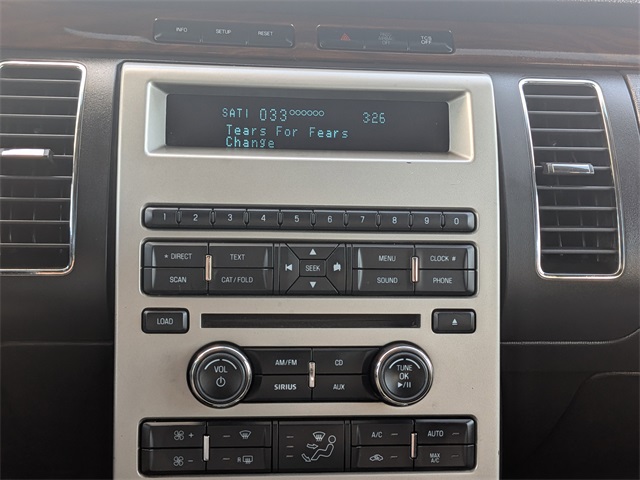 INFO SETUP RESET
TCS OFF
SAT1 033 3:26
Tears For Fears
Change
1 2 3 4 5 6 7 8 9 0
* DIRECT TEXT MENU CLOCK #
SEEK
SCAN CAT/FOLD SOUND PHONE
LOAD
AM/FM CD
VOL TUNE
OK
SIRIUS AUX
+ - A/C AUTO
- R MAX A/C